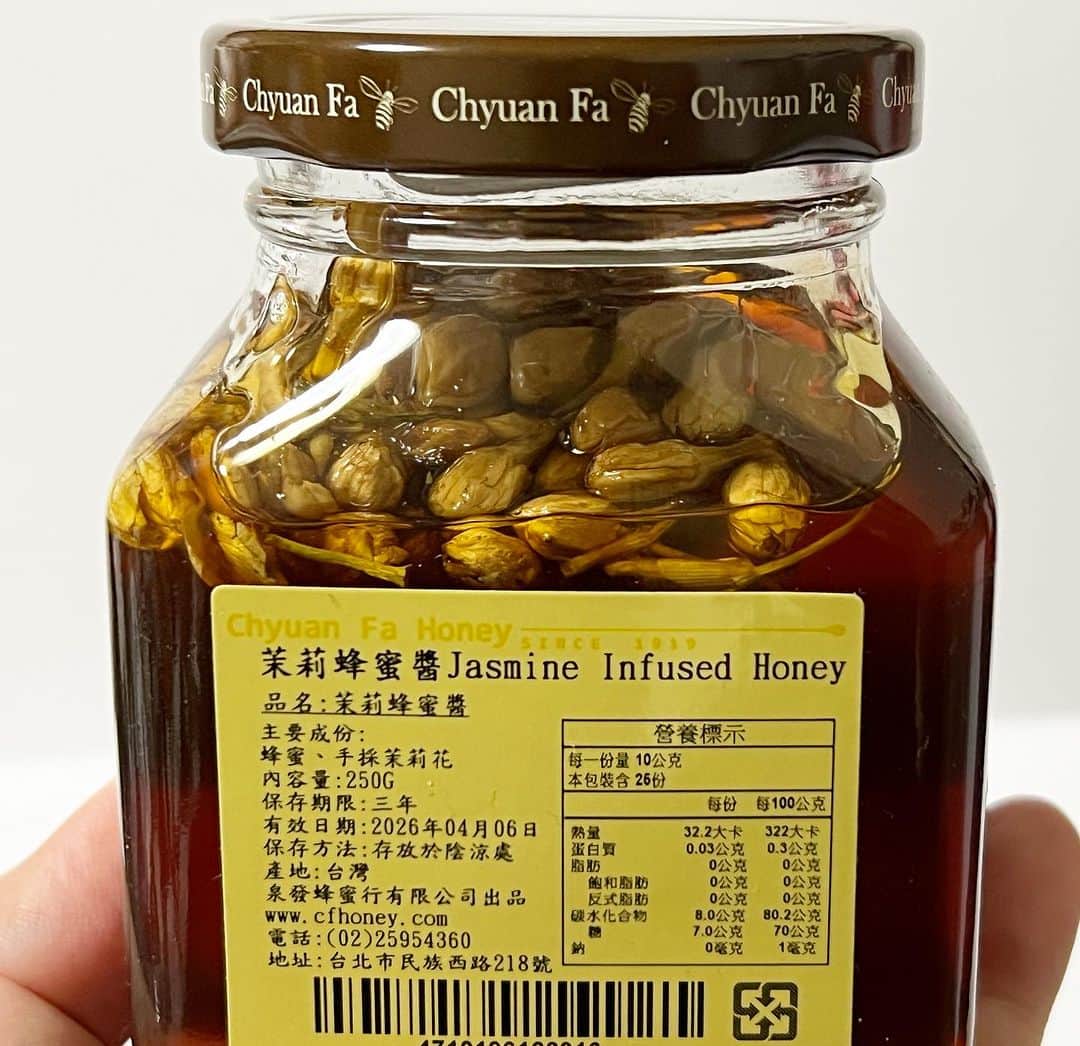 Chyuan Fa Chyuan Fa Chyuan Fa
Chyuan Fa Honey
SINCE 1919
茉莉蜂蜜醬Jasmine Infused Honey
品名:茉莉蜂蜜醬
主要成份:
蜂蜜、手採茉莉花
內容量:250G
保存期限:三年
有效日期:2026年04月06日
保存方法:存放於陰涼處
產地:台灣
泉發蜂蜜行有限公司出品
www.cfhoney.com
電話:(02)25954360
地址:台北市民族西路218號
營養標示
每一份量 10公克
本包裝含 25份
每份 每100公克
熱量 32.2大卡 322大卡
蛋白質 0.03公克 0.3公克
脂肪 0公克 0公克
飽和脂肪 0公克 0公克
反式脂肪 0公克 0公克
碳水化合物 8.0公克 80.2公克
糖 7.0公克 70公克
鈉 0毫克 1毫克